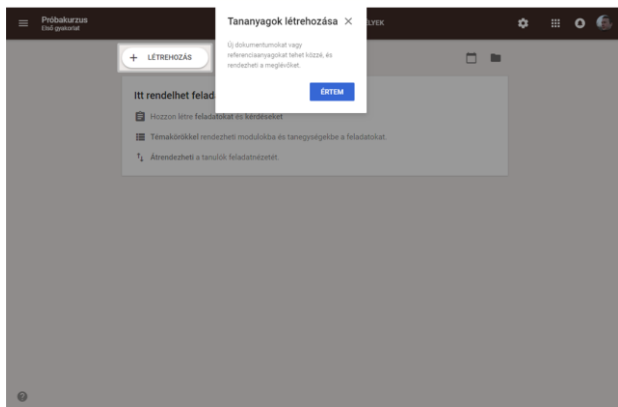 Próbakurzus
Első gyakorlat
Tananyagok létrehozása
Új dokumentumokat vagy
referenciaanyagokat tehet közzé, és
rendezheti a meglévőket.
ÉRTEM
LÉTREHOZÁS
Itt rendelhet felad
Hozzon létre feladatokat és kérdéseket
Témakörökkel rendezheti modulokba és tanegységekbe a feladatokat.
Átrendezheti a tanulók feladatnézetét.